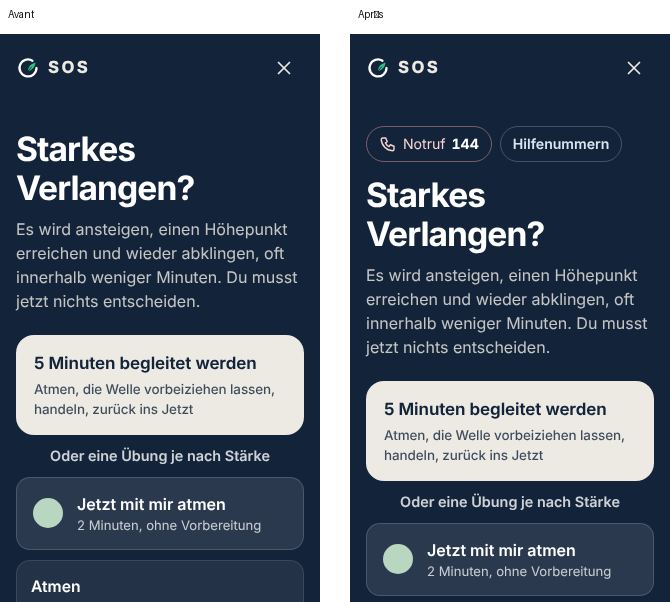 Avant
SOS
Starkes
Verlangen?
Es wird ansteigen, einen Höhepunkt
erreichen und wieder abklingen, oft
innerhalb weniger Minuten. Du musst
jetzt nichts entscheiden.
5 Minuten begleitet werden
Atmen, die Welle vorbeiziehen lassen,
handeln, zurück ins Jetzt
Oder eine Übung je nach Stärke
Jetzt mit mir atmen
2 Minuten, ohne Vorbereitung
Atmen
SOS
Notruf 144
Hilfenummern
Starkes
Verlangen?
Es wird ansteigen, einen Höhepunkt
erreichen und wieder abklingen, oft
innerhalb weniger Minuten. Du musst
jetzt nichts entscheiden.
5 Minuten begleitet werden
Atmen, die Welle vorbeiziehen lassen,
handeln, zurück ins Jetzt
Oder eine Übung je nach Stärke
Jetzt mit mir atmen
2 Minuten, ohne Vorbereitung